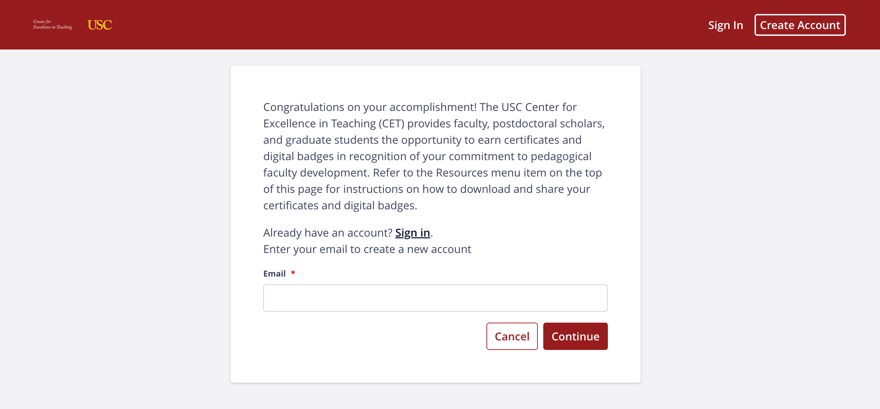 Center for
Excellence in Teaching
USC
Sign In
Create Account
Congratulations on your accomplishment! The USC Center for
Excellence in Teaching (CET) provides faculty, postdoctoral scholars,
and graduate students the opportunity to earn certificates and
digital badges in recognition of your commitment to pedagogical
faculty development. Refer to the Resources menu item on the top
of this page for instructions on how to download and share your
certificates and digital badges.
Already have an account? Sign in.
Enter your email to create a new account
Email *
Cancel
Continue